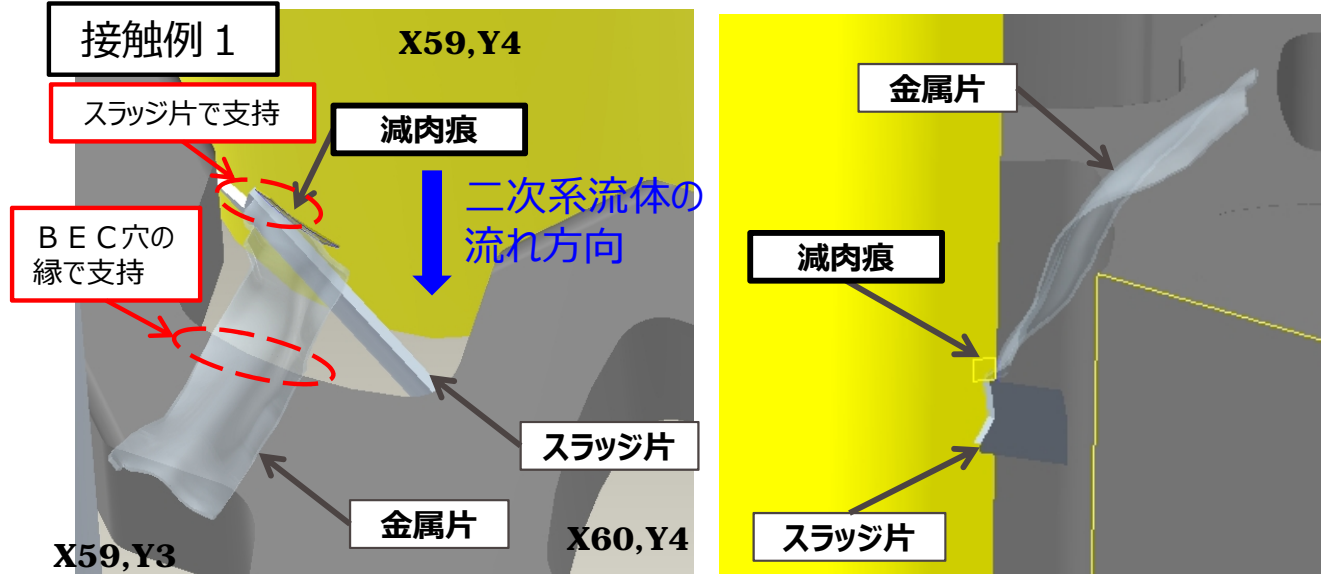 接触例１
X59,Y4
スラッジ片で支持
減肉痕
二次系流体の
流れ方向
ＢＥＣ穴の
縁で支持
スラッジ片
金属片
X60,Y4
X59,Y3
金属片
減肉痕
スラッジ片